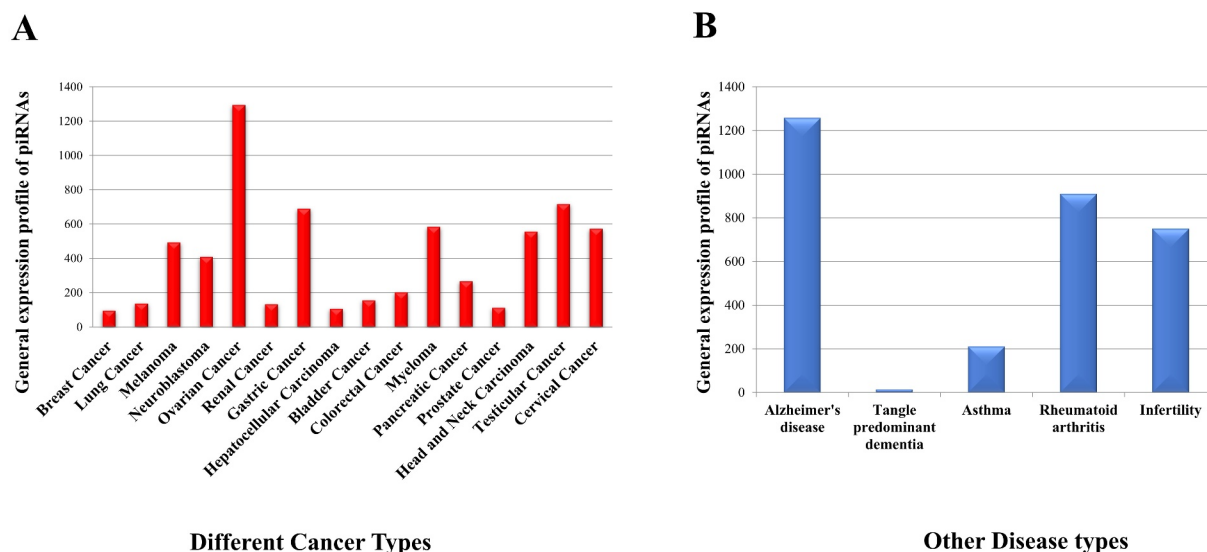 A
General expression profile of piRNAs
1400
1200
1000
800
600
400
200
0
Breast Cancer
Lung Cancer
Melanoma
Neuroblastoma
Ovarian Cancer
Renal Cancer
Gastric Cancer
Hepatocellular Carcinoma
Bladder Cancer
Colorectal Cancer
Myeloma
Pancreatic Cancer
Prostate Cancer
Head and Neck Carcinoma
Testicular Cancer
Cervical Cancer
Different Cancer Types
B
General expression profile of piRNAs
1400
1200
1000
800
600
400
200
0
Alzheimer's
disease
Tangle
predominant
dementia
Asthma
Rheumatoid
arthritis
Infertility
Other Disease types